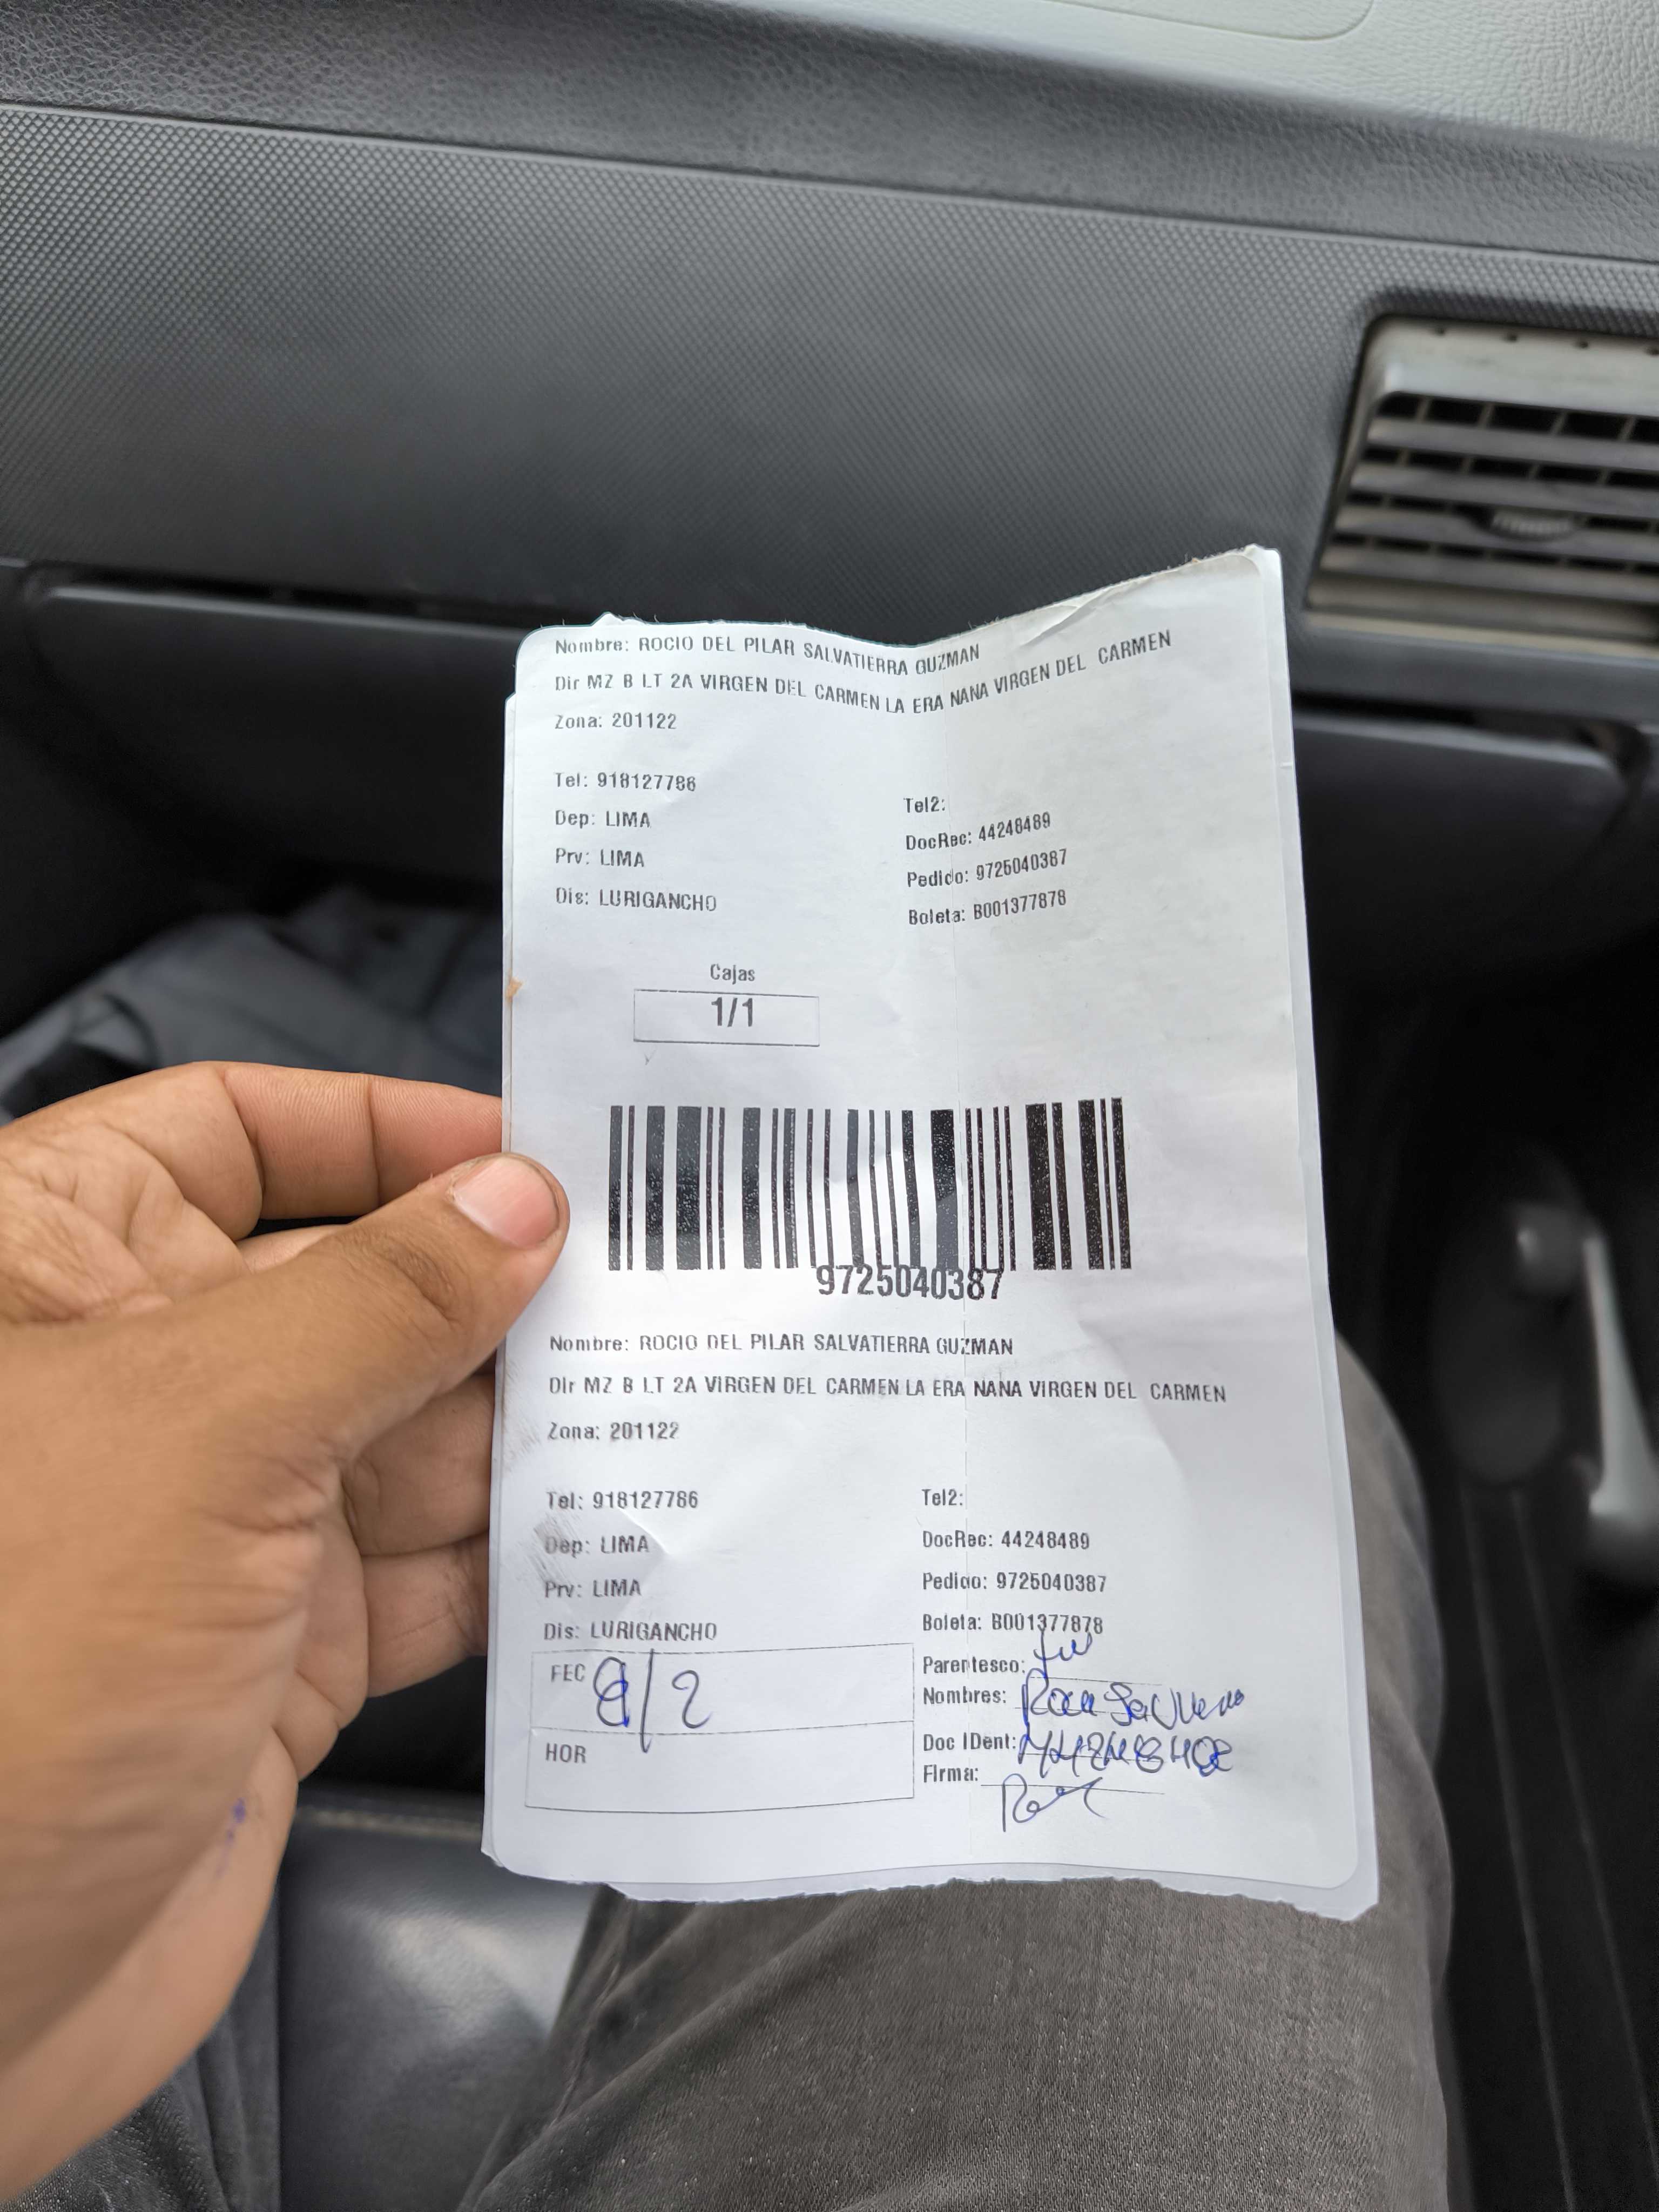 Nombre: ROCIO DEL PILAR SALVATIERRA GUZMAN
Dir MZ B LT 2A VIRGEN DEL CARMEN LA ERA NANA VIRGEN DEL CARMEN
Zona: 201122
Tel: 918127786
Tel2:
Dep: LIMA
DocRec: 44248489
Prv: LIMA
Pedido: 9725040387
Dis: LURIGANCHO
Boleta: B001377878
Cajas
1/1
9725040387
Nombre: ROCIO DEL PILAR SALVATIERRA GUZMAN
Dir MZ B LT 2A VIRGEN DEL CARMEN LA ERA NANA VIRGEN DEL CARMEN
Zona: 201122
Tel: 918127786
Tel2:
Dep: LIMA
DocRec: 44248489
Prv: LIMA
Pedido: 9725040387
Dis: LURIGANCHO
Boleta: B001377878
FEC 8/2
Parentesco:
Nombres:
HOR
Doc IDent:
Firma: